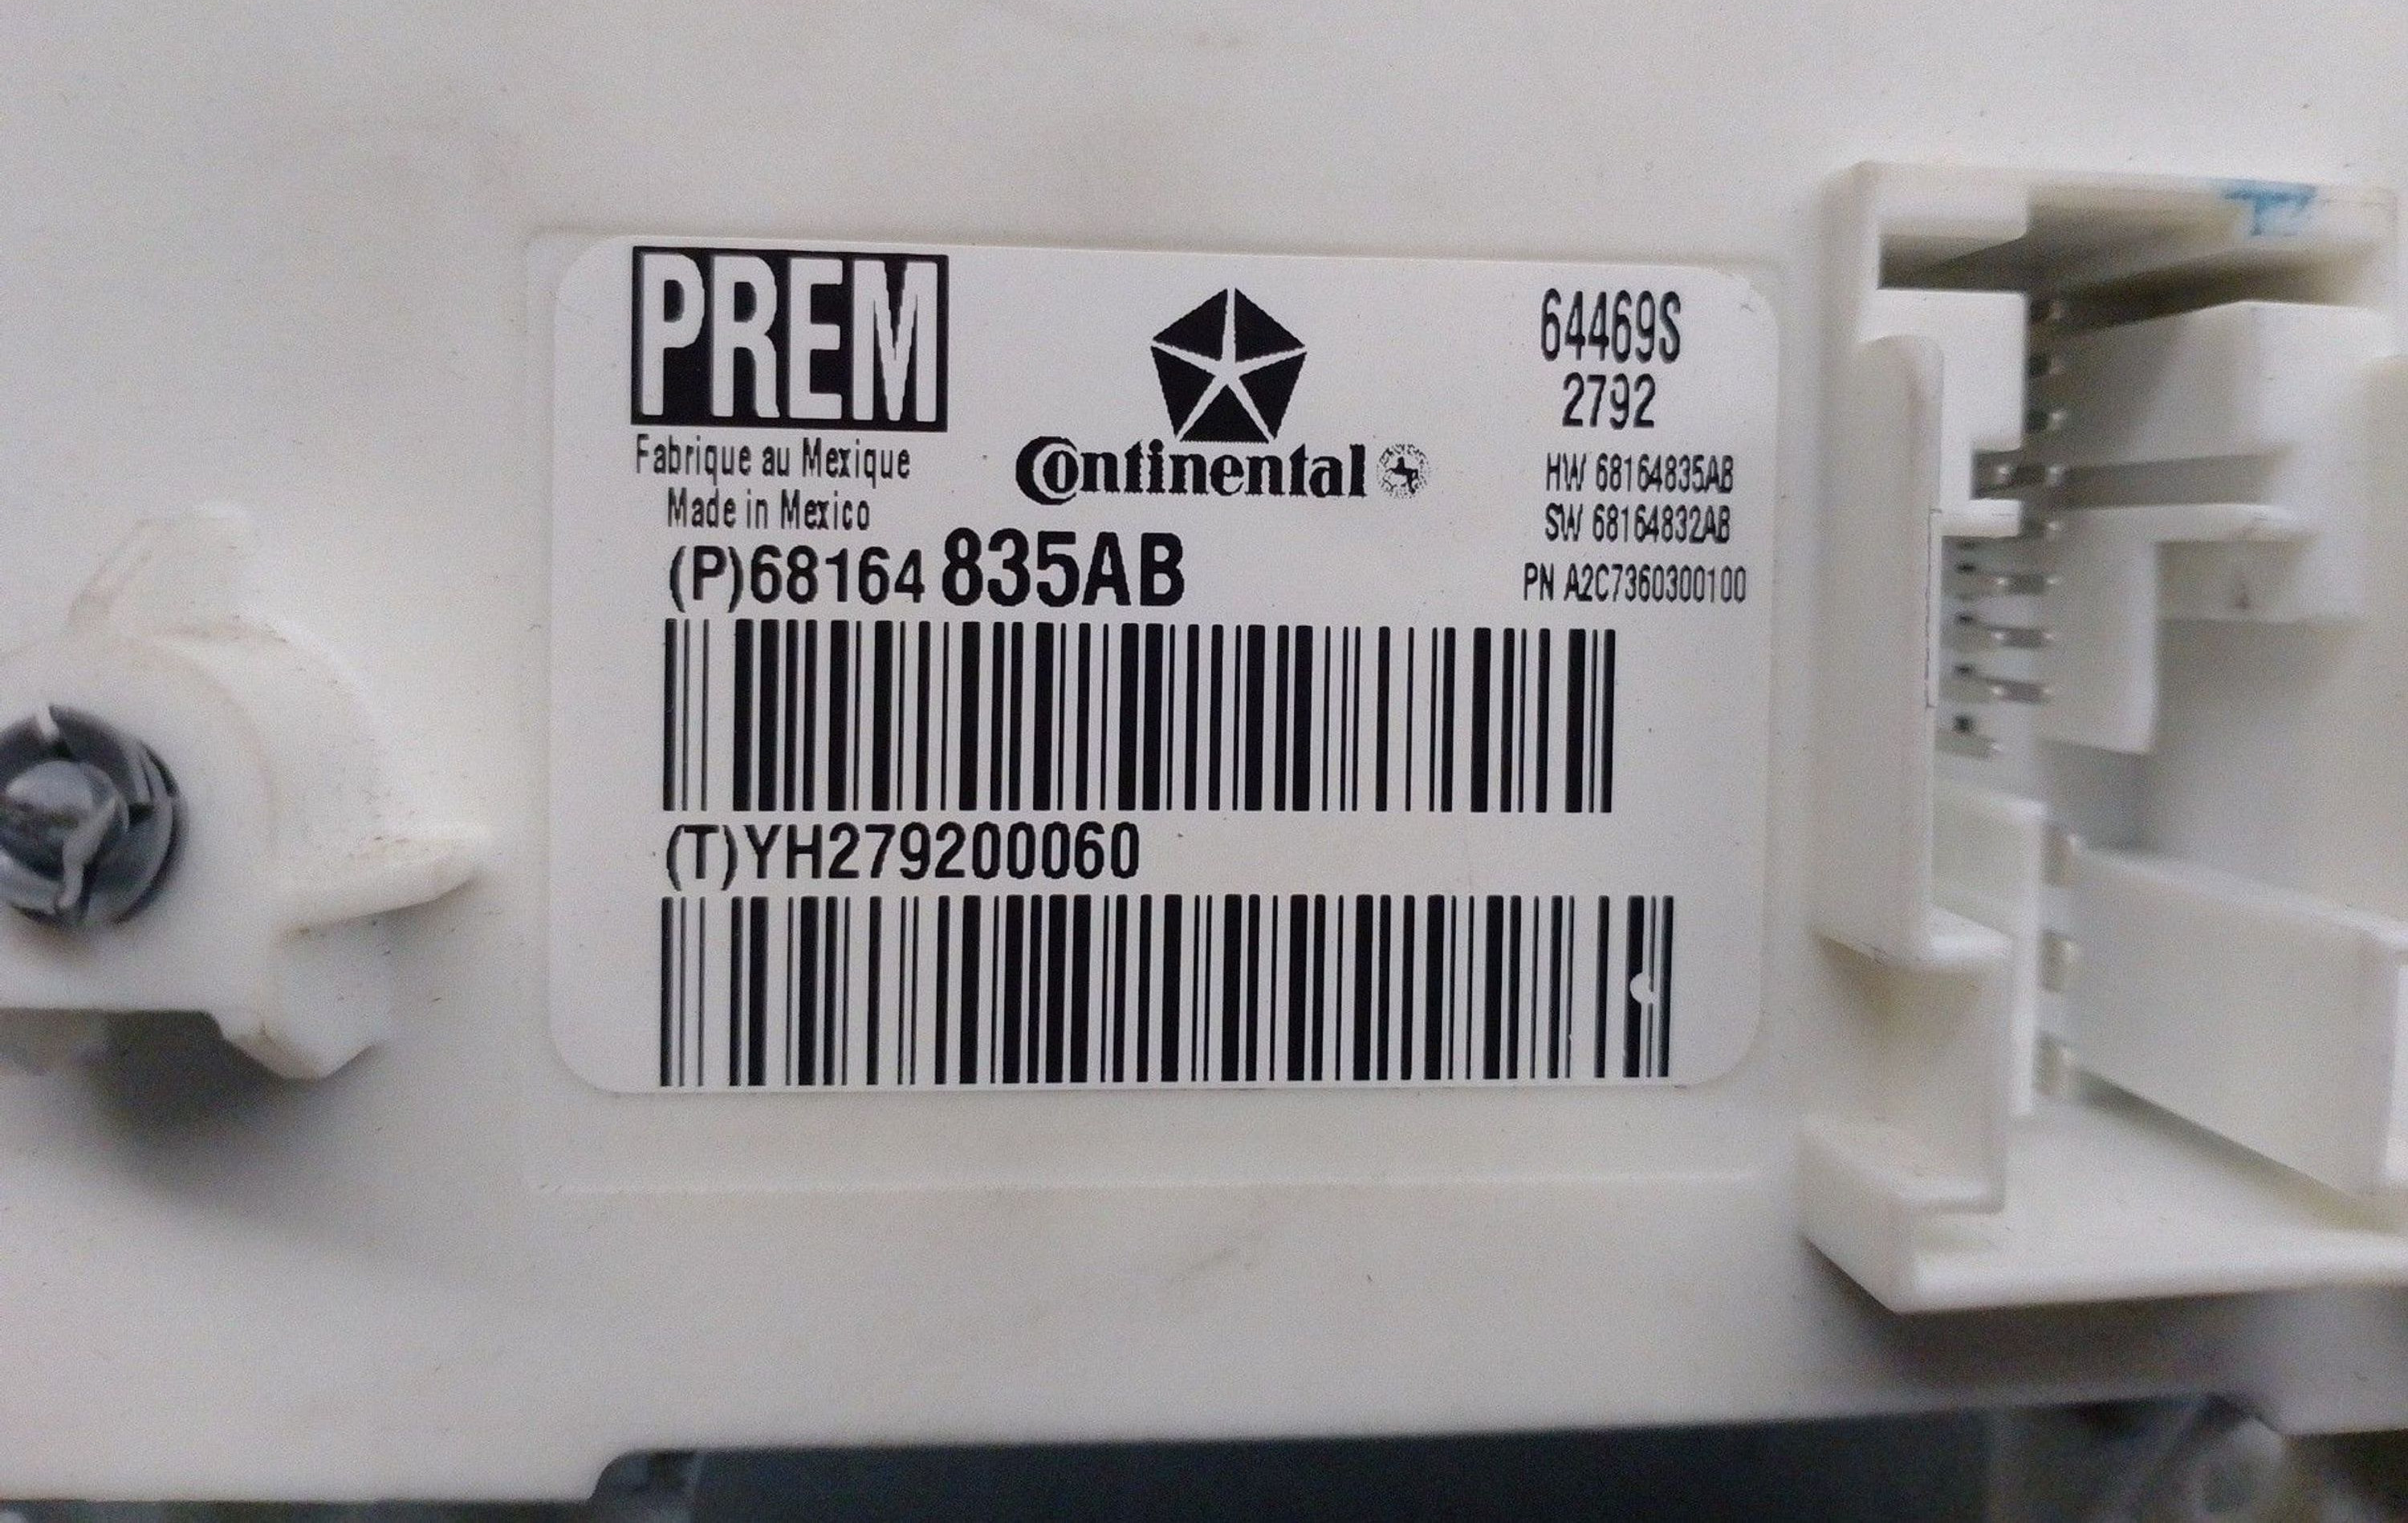 PREM
Fabrique au Mexique
Made in Mexico
Continental
64469S
2792
HW 68164835AB
SW 68164832AB
PN A2C7360300100
(P)68164 835AB
(T)YH279200060